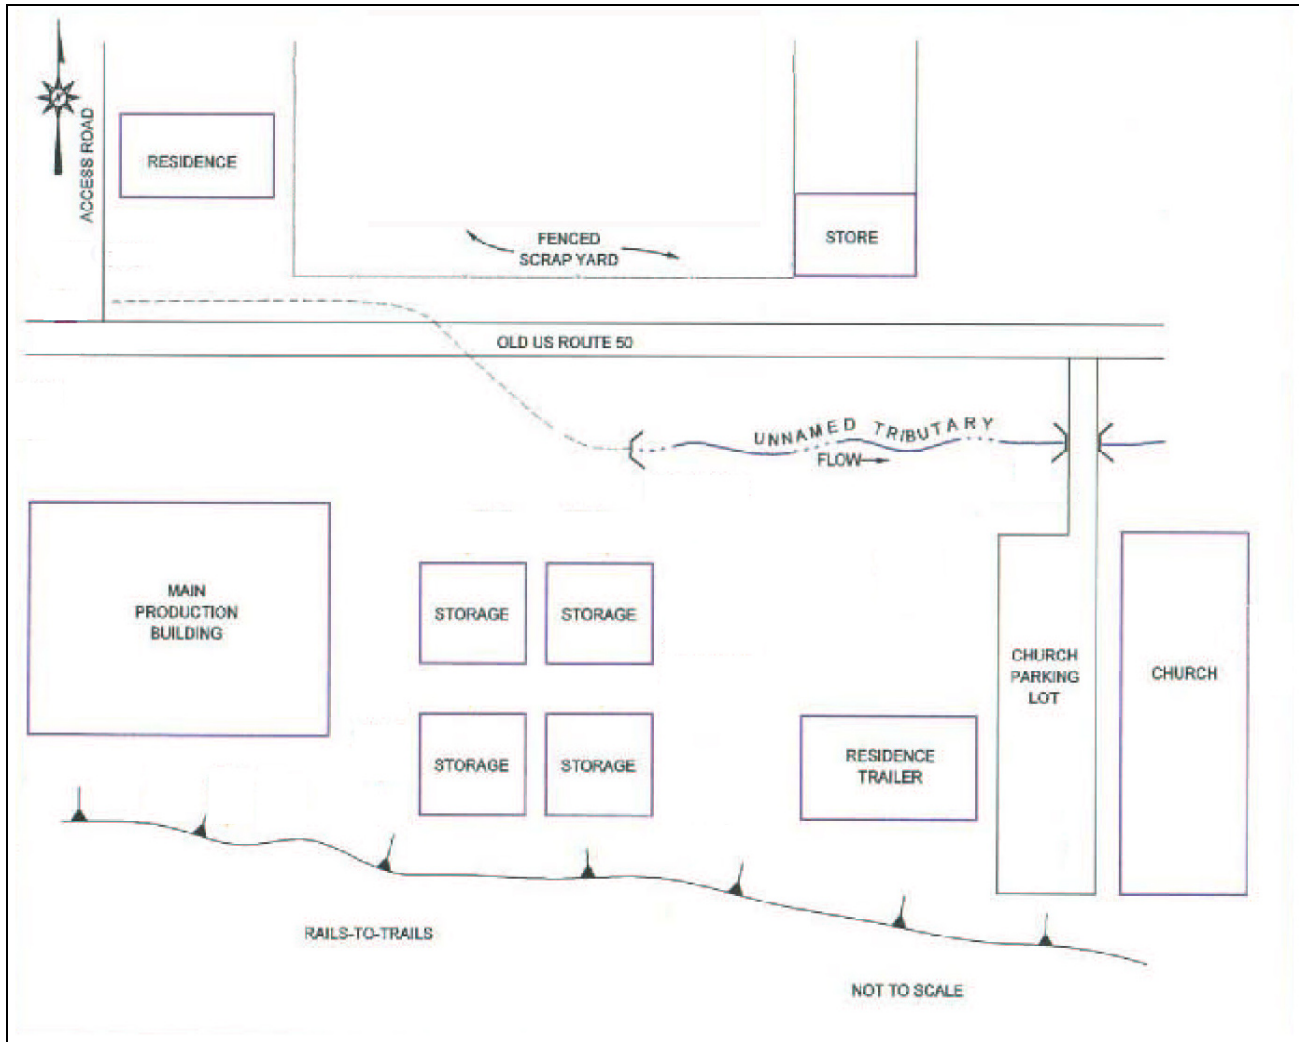 ACCESS ROAD
RESIDENCE
FENCED
SCRAP YARD
STORE
OLD US ROUTE 50
UNNAMED TRIBUTARY
FLOW
MAIN
PRODUCTION
BUILDING
STORAGE
STORAGE
STORAGE
STORAGE
RESIDENCE
TRAILER
CHURCH
PARKING
LOT
CHURCH
RAILS-TO-TRAILS
NOT TO SCALE